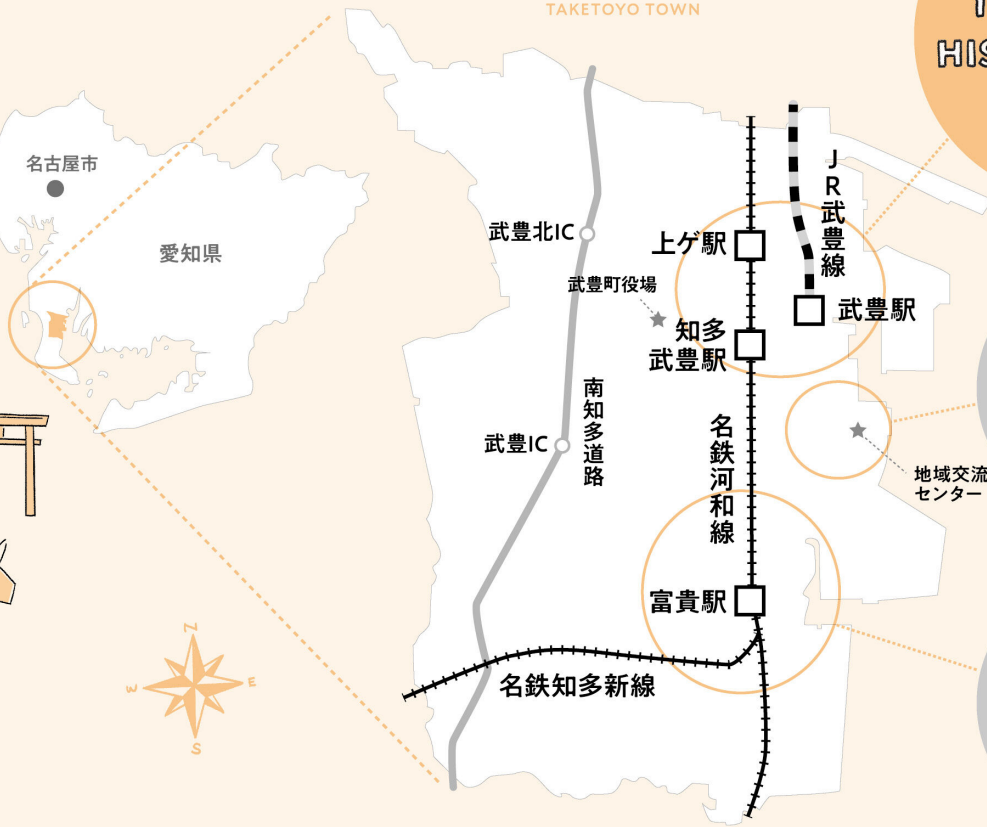 TAKETOYO TOWN
HIS
名古屋市
愛知県
武豊北IC
武豊町役場
上ゲ駅
JR武豊線
武豊駅
知多
武豊駅
南知多道路
武豊IC
名鉄河和線
地域交流
センター
富貴駅
名鉄知多新線
N
W
E
S